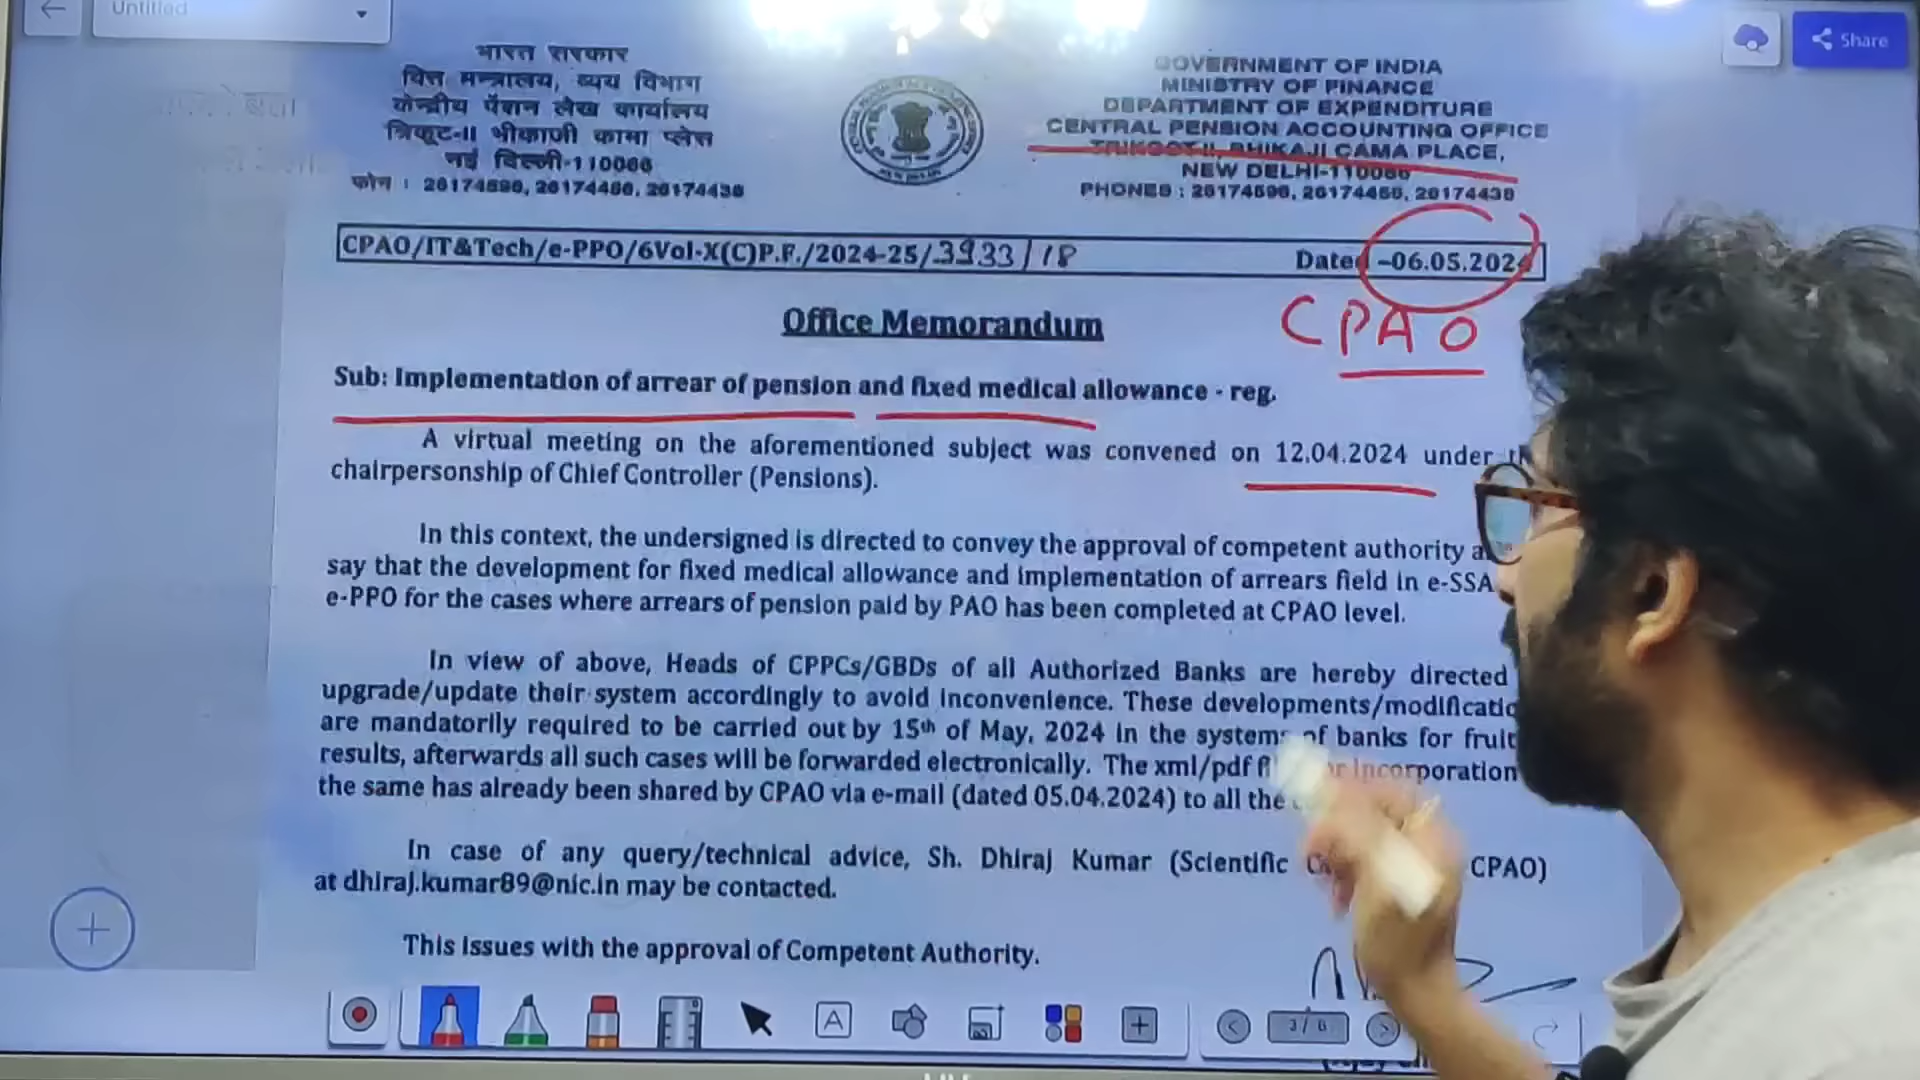 Untitled
Share
भारत सरकार
वित्त मन्त्रालय, व्यय विभाग
केन्द्रीय पेंशन लेखा कार्यालय
त्रिकूट-II भीकाजी कामा प्लेस
नई दिल्ली-110066
फोन : 26174596, 26174456, 26174438
GOVERNMENT OF INDIA
MINISTRY OF FINANCE
DEPARTMENT OF EXPENDITURE
CENTRAL PENSION ACCOUNTING OFFICE
TRIKOOT-II, BHIKAJI CAMA PLACE,
NEW DELHI-110066
PHONES : 26174596, 26174456, 26174438
CPAO/IT&Tech/e-PPO/6Vol-X(C)P.F./2024-25/3933/18
Dated -06.05.2024
CPAO
Office Memorandum
Sub: Implementation of arrear of pension and fixed medical allowance - reg.
A virtual meeting on the aforementioned subject was convened on 12.04.2024 under
chairpersonship of Chief Controller (Pensions).
In this context, the undersigned is directed to convey the approval of competent authority
say that the development for fixed medical allowance and implementation of arrears field in e-SSA
e-PPO for the cases where arrears of pension paid by PAO has been completed at CPAO level.
In view of above, Heads of CPPCs/GBDs of all Authorized Banks are hereby directed
upgrade/update their system accordingly to avoid inconvenience. These developments/modificatio
are mandatorily required to be carried out by 15th of May, 2024 in the systems of banks for fruit
results, afterwards all such cases will be forwarded electronically. The xml/pdf incorporation
the same has already been shared by CPAO via e-mail (dated 05.04.2024) to all the
In case of any query/technical advice, Sh. Dhiraj Kumar (Scientific CPAO)
at dhiraj.kumar89@nic.in may be contacted.
This issues with the approval of Competent Authority.
A
3 / 6